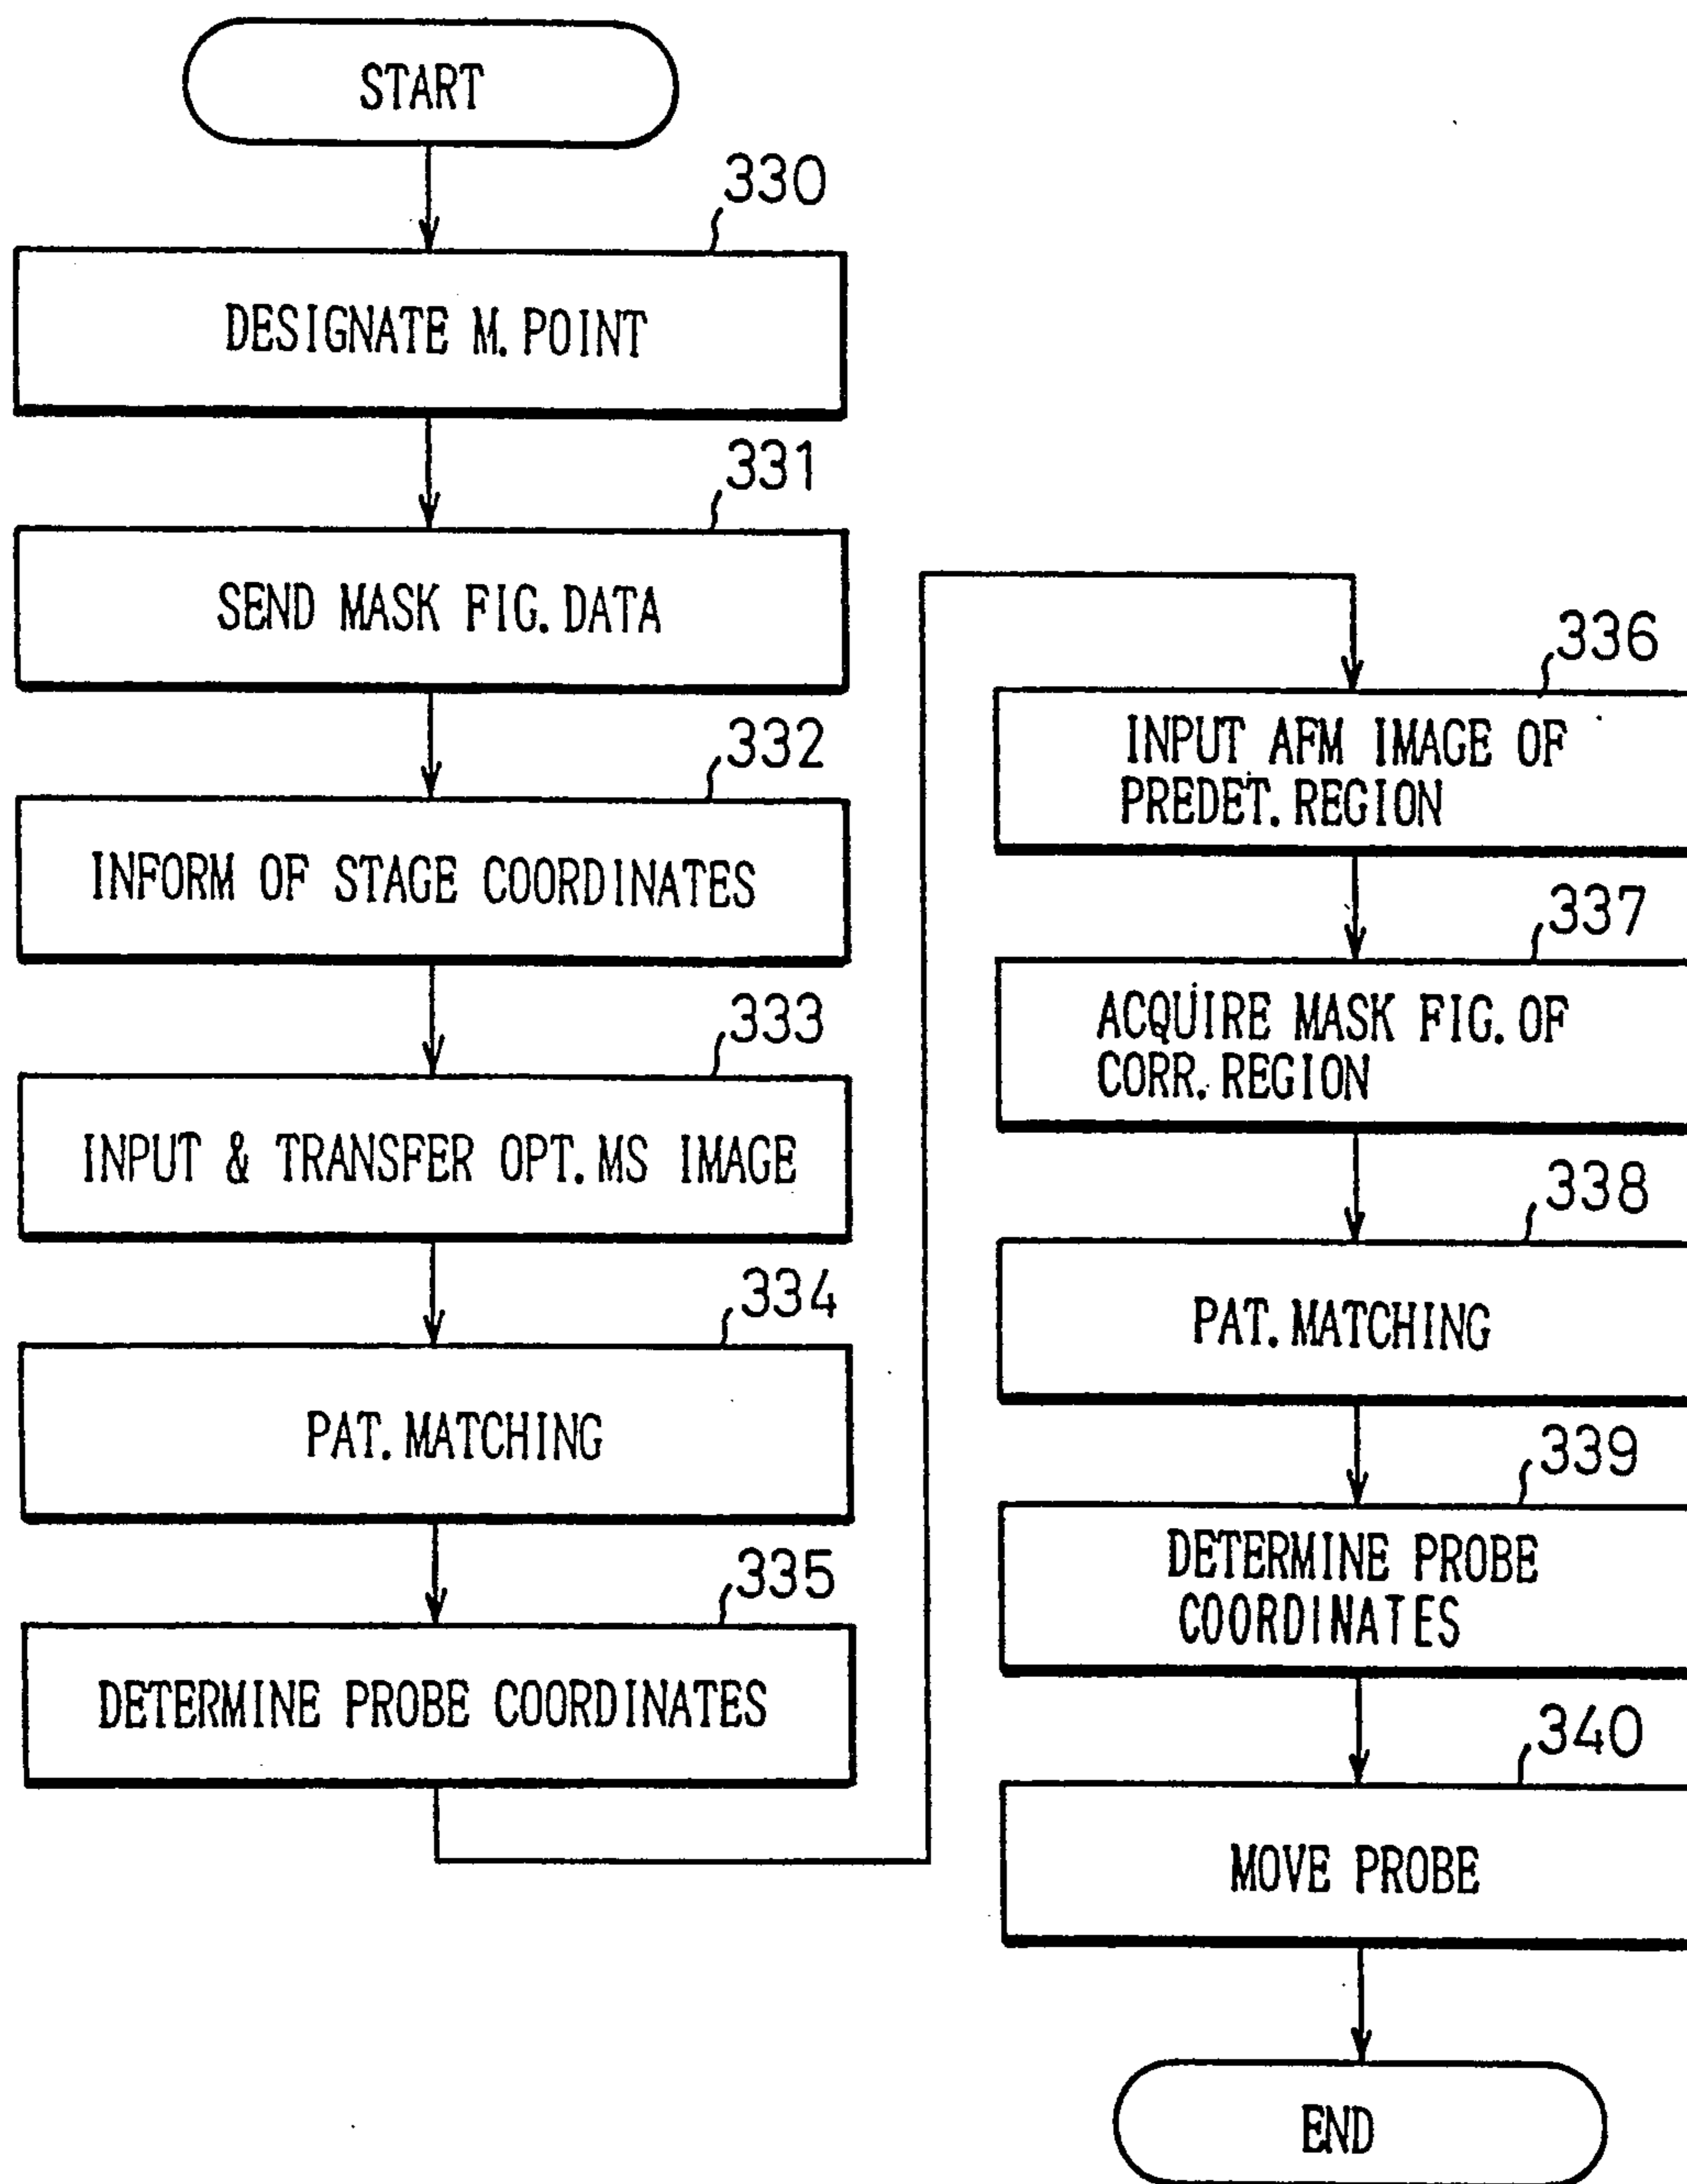 START
330
DESIGNATE M. POINT
331
SEND MASK FIG. DATA
332
INFORM OF STAGE COORDINATES
333
INPUT & TRANSFER OPT. MS IMAGE
334
PAT. MATCHING
335
DETERMINE PROBE COORDINATES
336
INPUT AFM IMAGE OF
PREDET. REGION
337
ACQUIRE MASK FIG. OF
CORR. REGION
338
PAT. MATCHING
339
DETERMINE PROBE
COORDINATES
340
MOVE PROBE
END